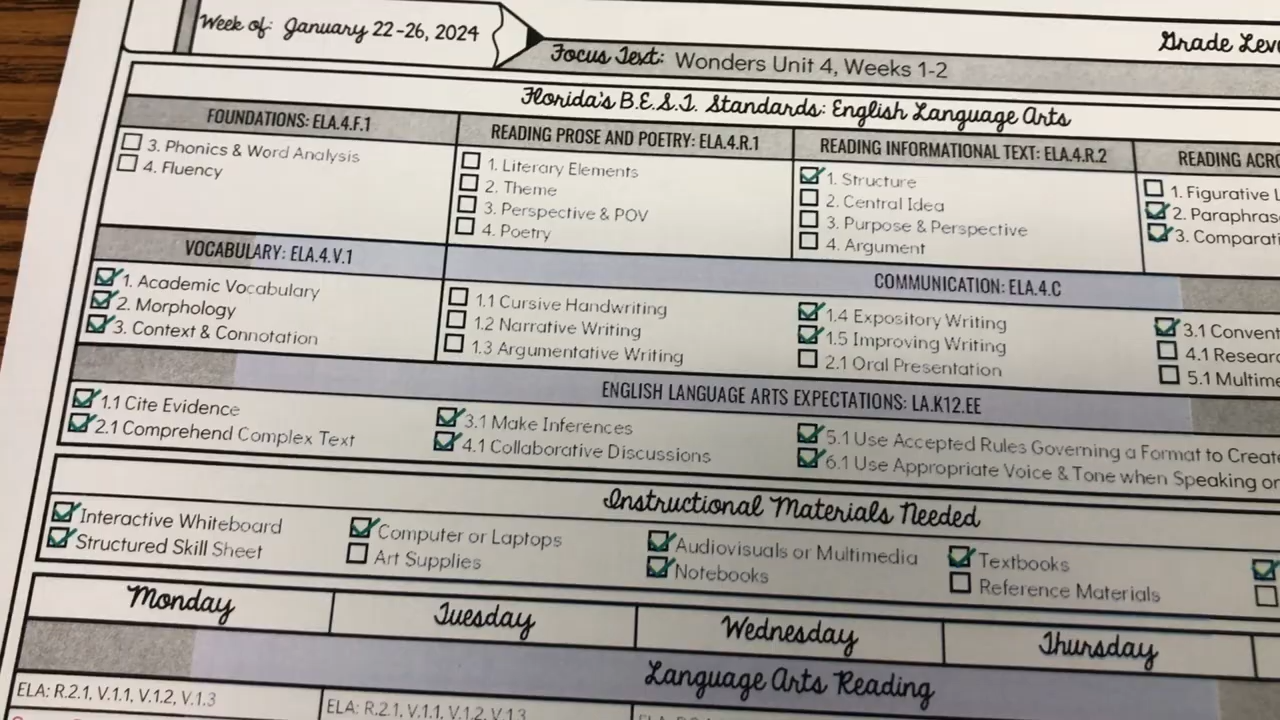 Week of: January 22-26, 2024
Focus Text: Wonders Unit 4, Weeks 1-2
Grade
Florida's B.E.S.T. Standards: English Language Arts
FOUNDATIONS: ELA.4.F.1
3. Phonics & Word Analysis
4. Fluency
READING PROSE AND POETRY: ELA.4.R.1
1. Literary Elements
2. Theme
3. Perspective & POV
4. Poetry
READING INFORMATIONAL TEXT: ELA.4.R.2
1. Structure
2. Central Idea
3. Purpose & Perspective
4. Argument
READING
1. Figurative
2.
3.
VOCABULARY: ELA.4.V.1
1. Academic Vocabulary
2. Morphology
3. Context & Connotation
COMMUNICATION: ELA.4.C
1.1 Cursive Handwriting
1.2 Narrative Writing
1.3 Argumentative Writing
1.4 Expository Writing
1.5 Improving Writing
2.1 Oral Presentation
3.1
4.1
5.1
ENGLISH LANGUAGE ARTS EXPECTATIONS: LA.K12.EE
1.1 Cite Evidence
2.1 Comprehend Complex Text
3.1 Make Inferences
4.1 Collaborative Discussions
5.1 Use Accepted Rules Governing a Format to Create
6.1 Use Appropriate Voice & Tone when Speaking or
Instructional Materials Needed
Interactive Whiteboard
Structured Skill Sheet
Computer or Laptops
Art Supplies
Audiovisuals or Multimedia
Notebooks
Textbooks
Reference Materials
Monday
Tuesday
Wednesday
Thursday
Language Arts Reading
ELA: R.2.1, V.1.1, V.1.2, V.1.3
ELA: R.2.1, V.1.1, V.1.2, V.1.3